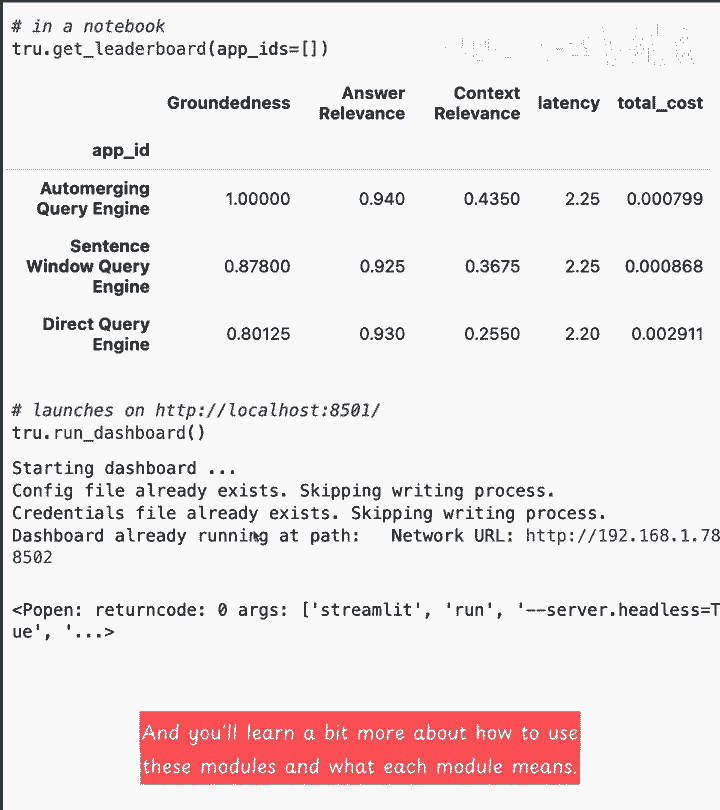 # in a notebook
tru.get_leaderboard(app_ids=[])
Groundedness Answer Relevance Context Relevance latency total_cost
app_id
Automerging Query Engine 1.00000 0.940 0.4350 2.25 0.000799
Sentence Window Query Engine 0.87800 0.925 0.3675 2.25 0.000868
Direct Query Engine 0.80125 0.930 0.2550 2.20 0.002911
# launches on http://localhost:8501/
tru.run_dashboard()
Starting dashboard ...
Config file already exists. Skipping writing process.
Credentials file already exists. Skipping writing process.
Dashboard already running at path:   Network URL: http://192.168.1.78
8502
<Popen: returncode: 0 args: ['streamlit', 'run', '--server.headless=T
ue', '...>
And you'll learn a bit more about how to use
these modules and what each module means.